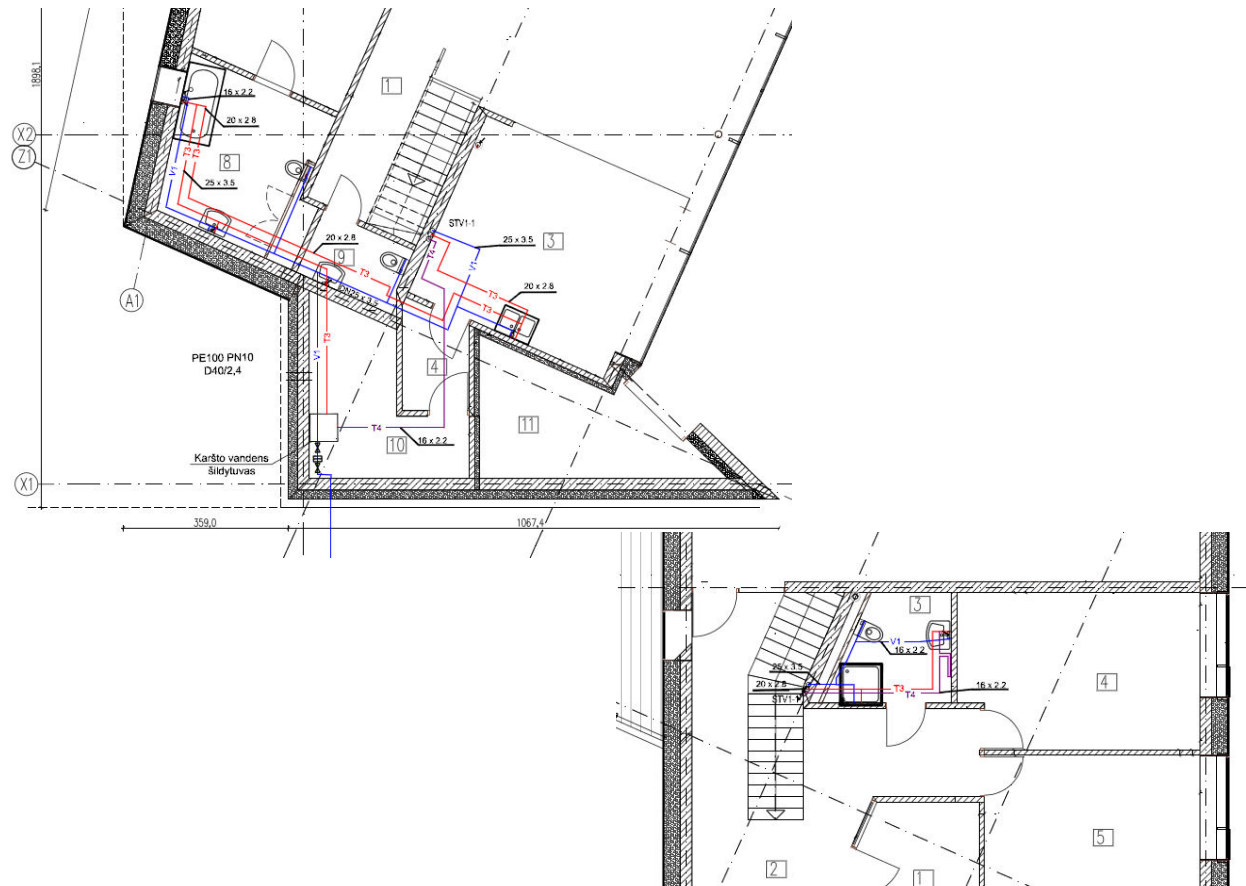 1898,1
X2
Z1
A1
X1
1
16 x 2.2
20 x 2.8
8
T3
T3
V1
25 x 3.5
STV1-1
3
25 x 3.5
20 x 2.8
9
T4
V1
T3
T3
T3
DN25 x 3.5
20 x 2.8
T3
V1
PE100 PN10
D40/2,4
4
11
T4
10
16 x 2.2
Karšto vandens
šildytuvas
359,0
1067,4
3
V1
16 x 2.2
25 x 3.5
20 x 2.8
T3
T4
16 x 2.2
STV1-1
4
5
2
1